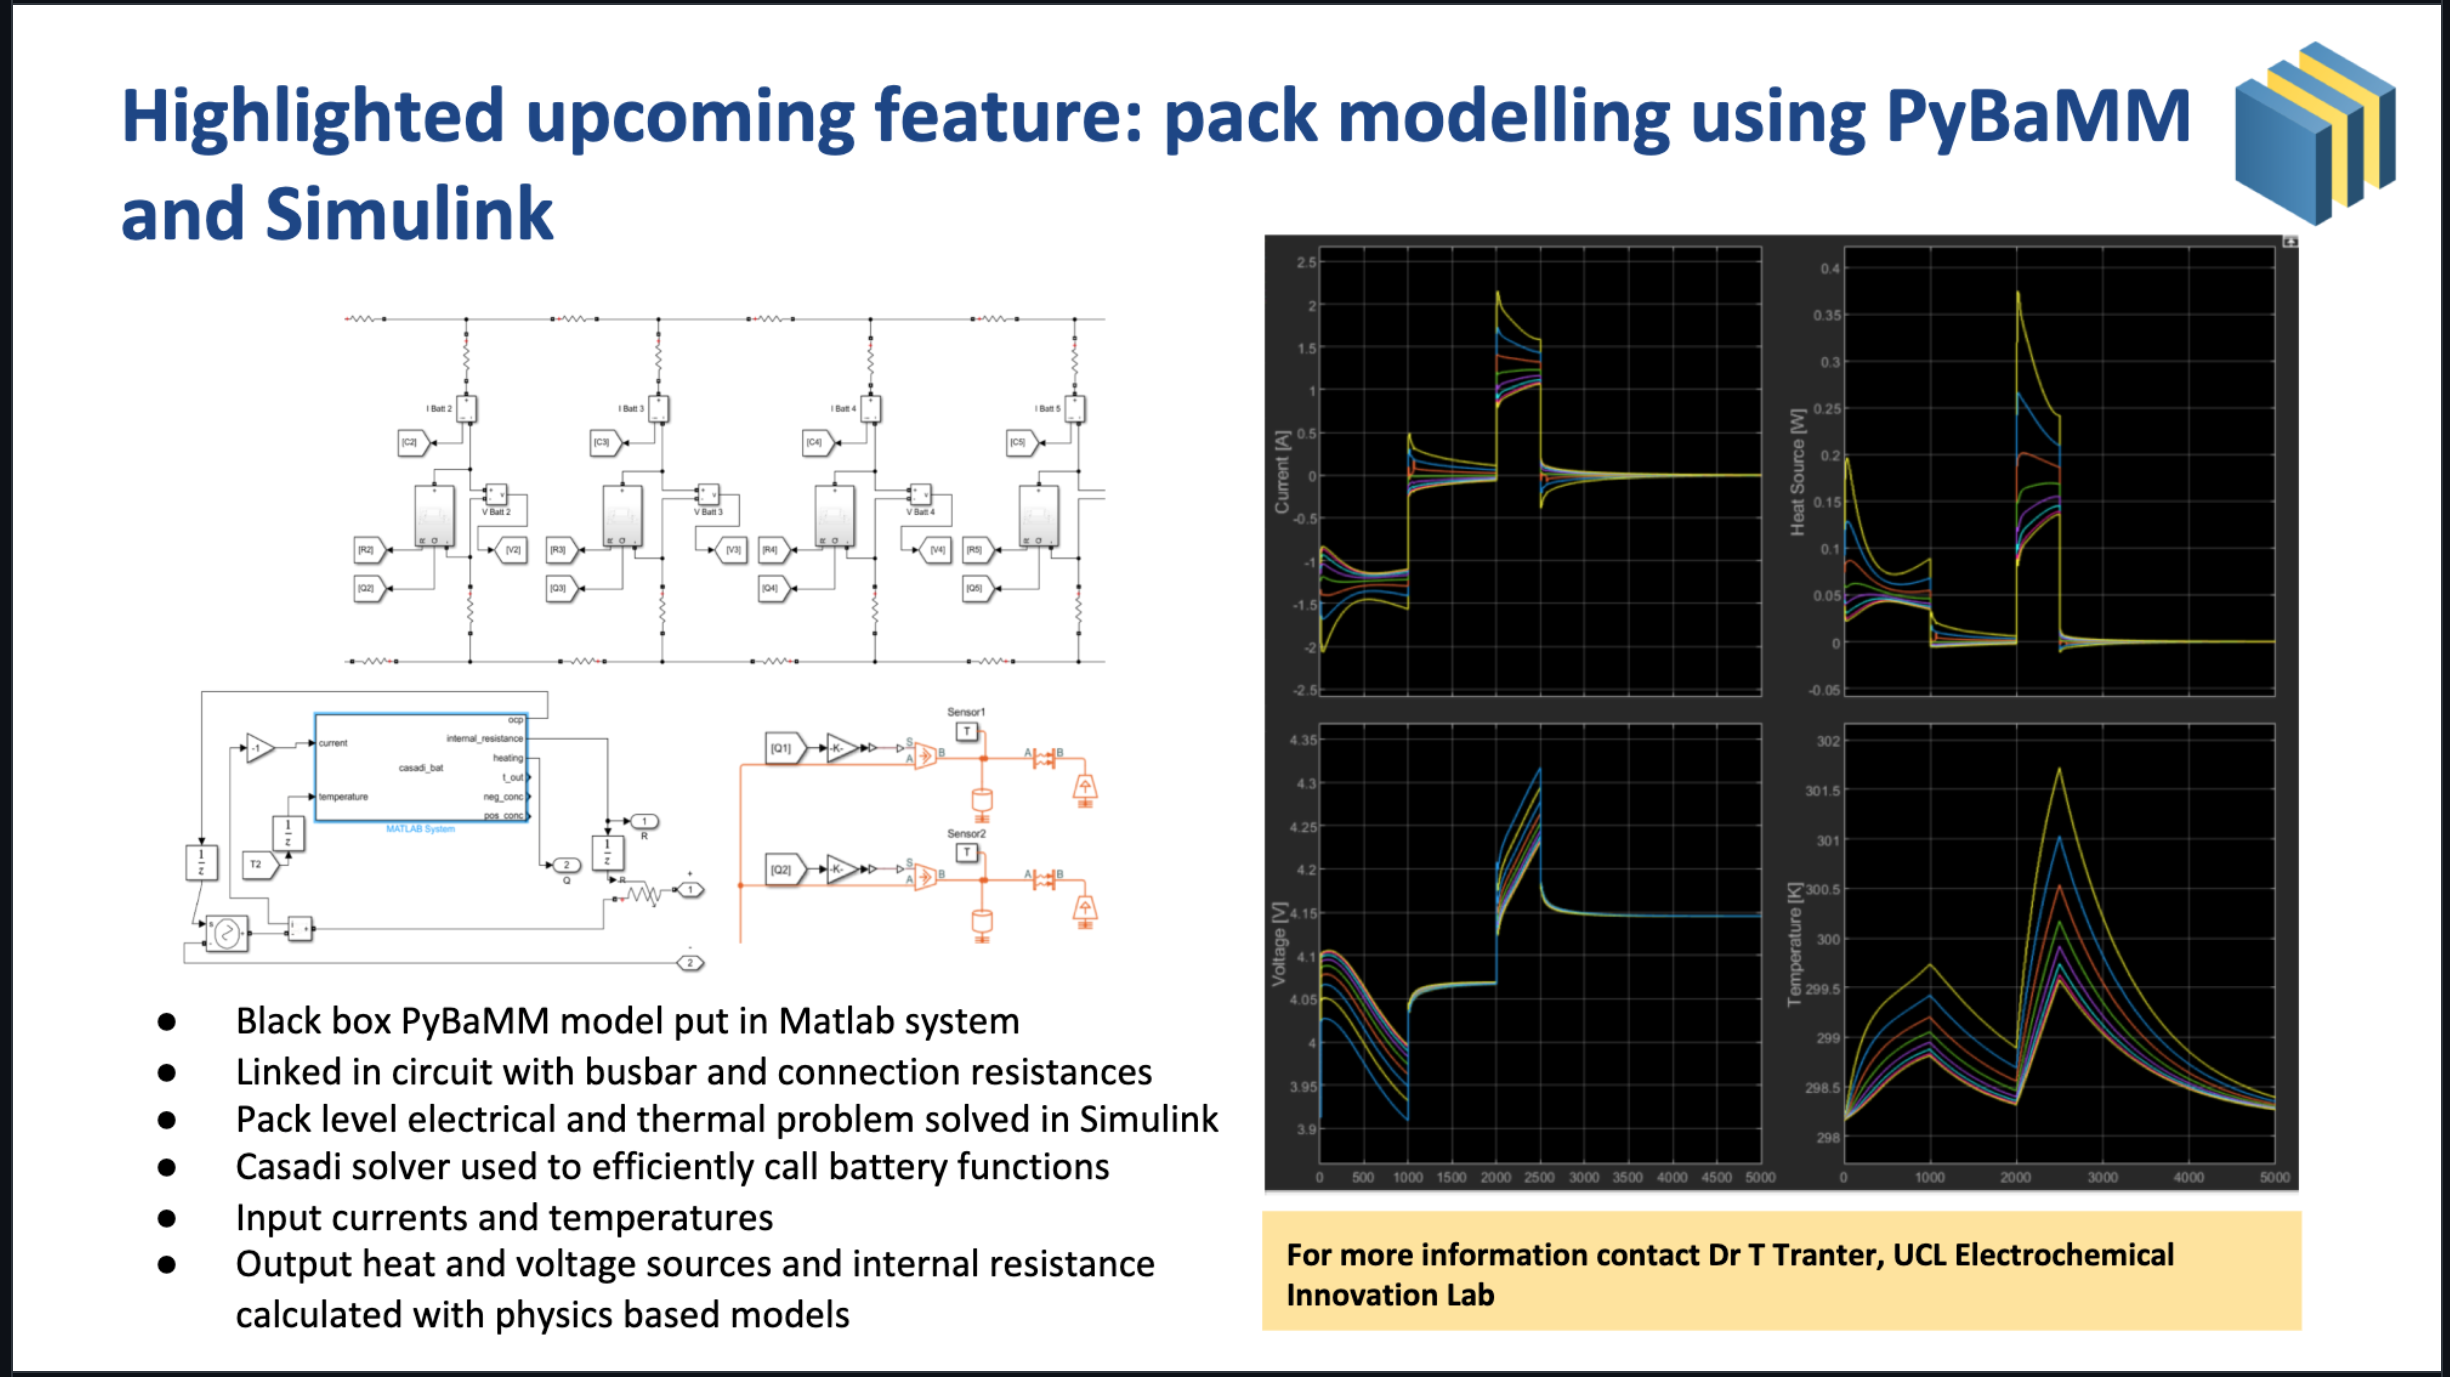 Highlighted upcoming feature: pack modelling using PyBaMM
and Simulink
I Batt 2
I Batt 3
I Batt 4
I Batt 5
[C2]
[C3]
[C4]
[C5]
V Batt 2
V Batt 3
V Batt 4
[R2]
[V2]
[R3]
[V3]
[R4]
[V4]
[R5]
[Q2]
[Q3]
[Q4]
[Q5]
ocp
current
internal_resistance
heating
casadi_bat
t_out
temperature
neg_conc
pos_conc
MATLAB System
-1
1
z
T2
1
z
1
z
1
R
2
Q
R
+
1
-
2
Sensor1
T
[Q1]
-K-
S
A
B
A
B
Sensor2
T
[Q2]
-K-
S
A
B
A
B
● Black box PyBaMM model put in Matlab system
● Linked in circuit with busbar and connection resistances
● Pack level electrical and thermal problem solved in Simulink
● Casadi solver used to efficiently call battery functions
● Input currents and temperatures
● Output heat and voltage sources and internal resistance
calculated with physics based models
Current [A]
2.5
2
1.5
1
0.5
0
-0.5
-1
-1.5
-2
-2.5
Heat Source [W]
0.4
0.35
0.3
0.25
0.2
0.15
0.1
0.05
0
-0.05
Voltage [V]
4.35
4.3
4.25
4.2
4.15
4.1
4.05
4
3.95
3.9
0 500 1000 1500 2000 2500 3000 3500 4000 4500 5000
Temperature [K]
302
301.5
301
300.5
300
299.5
299
298.5
298
0 1000 2000 3000 4000 5000
For more information contact Dr T Tranter, UCL Electrochemical
Innovation Lab